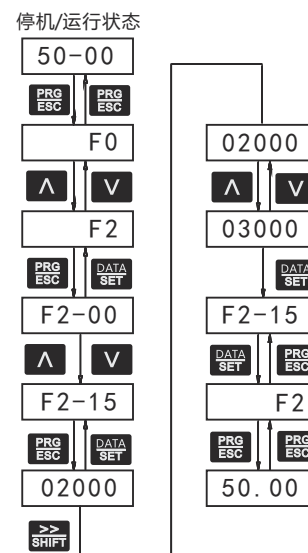 停机/运行状态
50-00
PRG ESC PRG ESC
F0
∧ ∨
F2
PRG ESC DATA SET
F2-00
∧ ∨
F2-15
PRG ESC DATA SET
02000
>> SHIFT
02000
∧ ∨
03000
DATA SET
F2-15
DATA SET PRG ESC
F2
PRG ESC PRG ESC
50.00